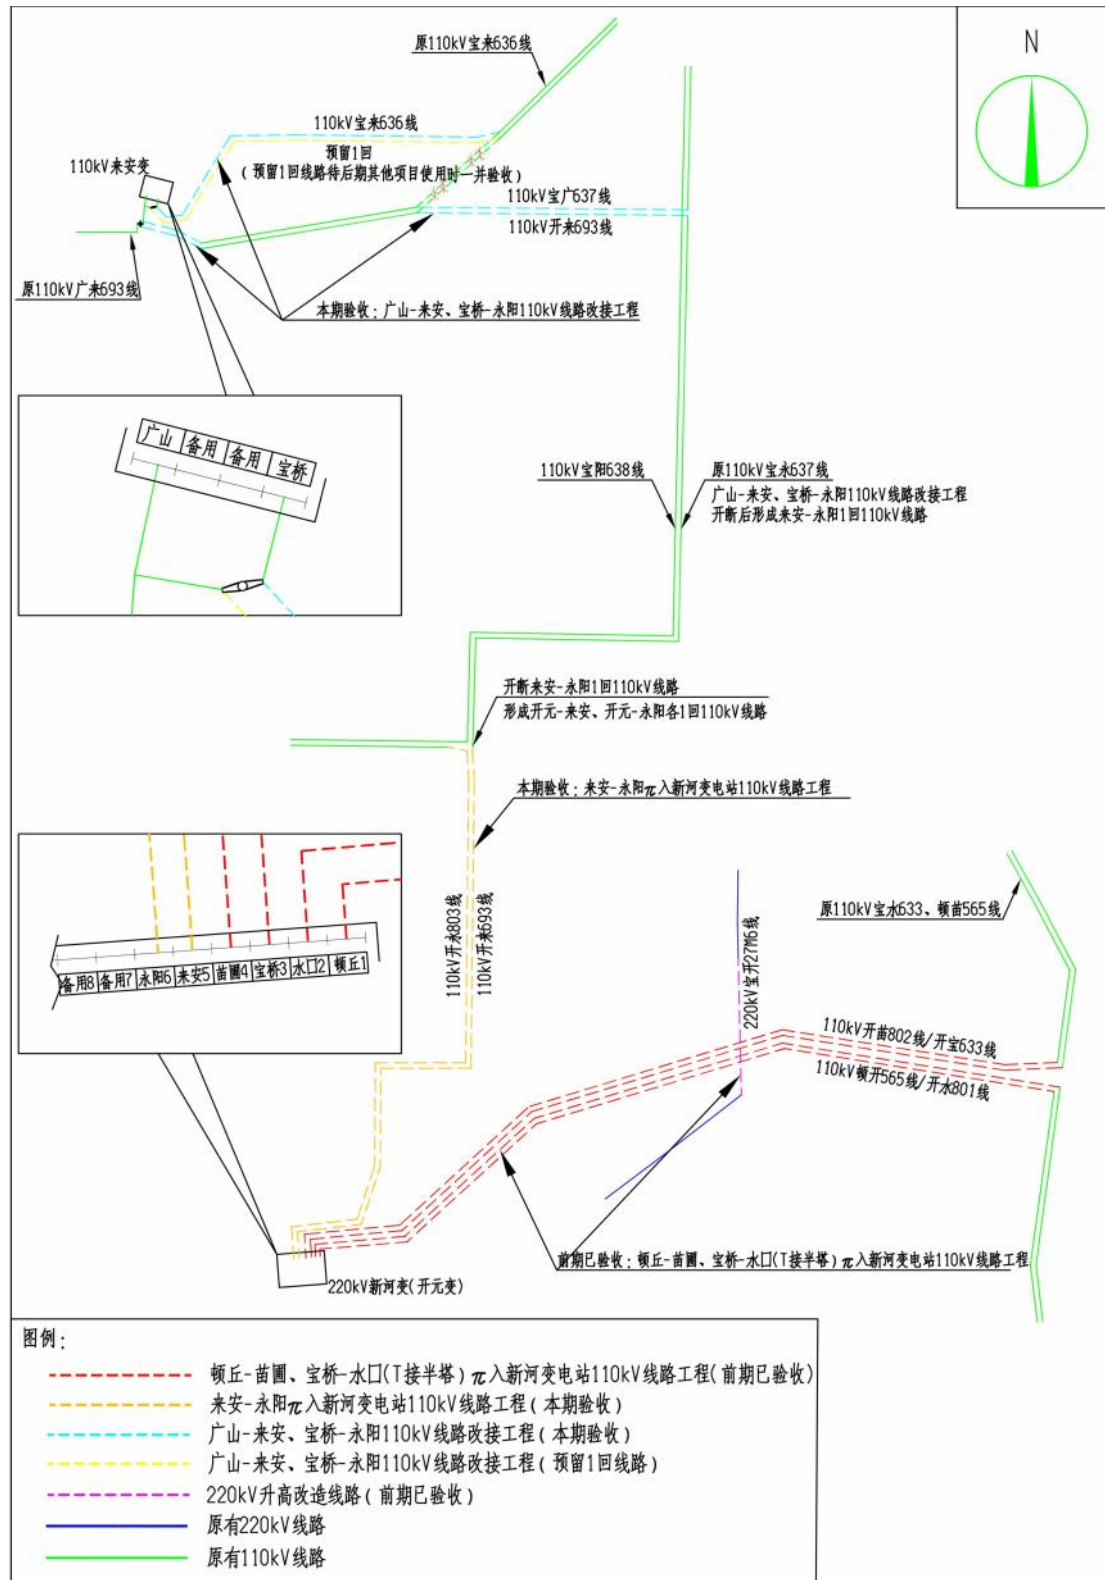 原110kV宝来636线
N
110kV宝来636线
预留1回
(预留1回线路待后期其他项目使用时一并验收)
110kV来安变
110kV宝广637线
110kV开来693线
原110kV广来693线
本期验收:广山-来安、宝桥-永阳110kV线路改接工程
广山 备用 备用 宝桥
110kV宝阳638线
原110kV宝永637线
广山-来安、宝桥-永阳110kV线路改接工程
开断后形成来安-永阳1回110kV线路
开断来安-永阳1回110kV线路
形成开元-来安、开元-永阳各1回110kV线路
本期验收:来安-永阳π入新河变电站110kV线路工程
备用8 备用7 永阳6 来安5 苗圃4 宝桥3 水口2 顿丘1
110kV开永803线
110kV开来693线
220kV宝开27M6线
原110kV宝水633、顿苗565线
110kV开苗802线/开宝633线
110kV顿开565线/开水801线
前期已验收:顿丘-苗圃、宝桥-水口(T接半塔)π入新河变电站110kV线路工程
220kV新河变(开元变)
图例:
顿丘-苗圃、宝桥-水口(T接半塔)π入新河变电站110kV线路工程(前期已验收)
来安-永阳π入新河变电站110kV线路工程(本期验收)
广山-来安、宝桥-永阳110kV线路改接工程(本期验收)
广山-来安、宝桥-永阳110kV线路改接工程(预留1回线路)
220kV升高改造线路(前期已验收)
原有220kV线路
原有110kV线路